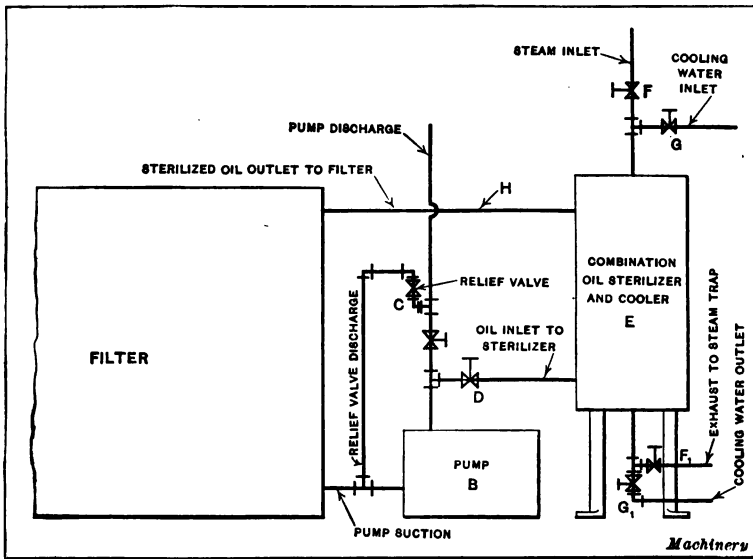 STEAM INLET
COOLING
WATER
INLET
F
G
PUMP DISCHARGE
STERILIZED OIL OUTLET TO FILTER
H
COMBINATION
OIL STERILIZER
AND COOLER
E
RELIEF VALVE
C
RELIEF VALVE DISCHARGE
OIL INLET TO
STERILIZER
D
FILTER
PUMP
B
PUMP SUCTION
F1
G1
EXHAUST TO STEAM TRAP
COOLING WATER OUTLET
Machinery